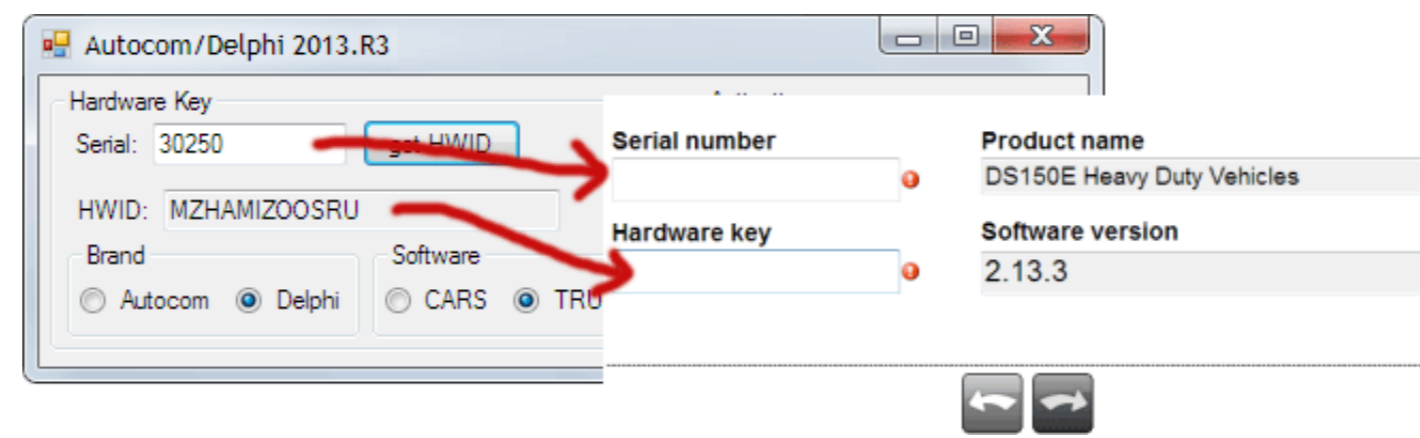 Autocom/Delphi 2013.R3
Hardware Key
Serial: 30250
HWID: MZHAMIZOOSRU
Brand
Autocom Delphi
Software
CARS TRU
Serial number
Hardware key
Product name
DS150E Heavy Duty Vehicles
Software version
2.13.3